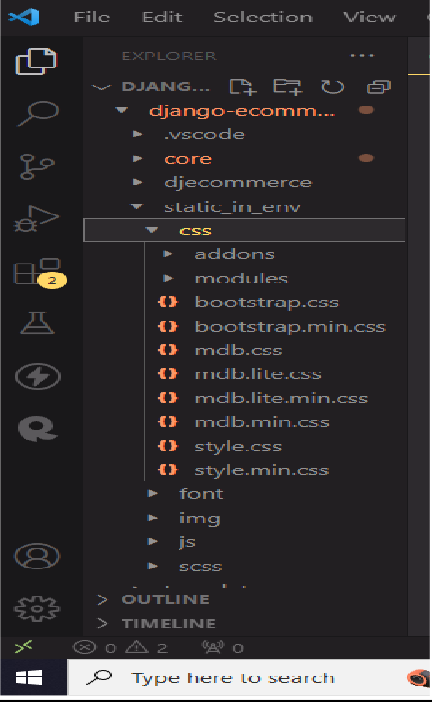 File Edit Selection View
EXPLORER ...
DJANG...
django-ecomm...
.vscode
core
djecommerce
static_in_env
css
addons
modules
bootstrap.css
bootstrap.min.css
mdb.css
mdb.lite.css
mdb.lite.min.css
mdb.min.css
style.css
style.min.css
font
img
js
scss
OUTLINE
TIMELINE
2
0 2 0
Type here to search